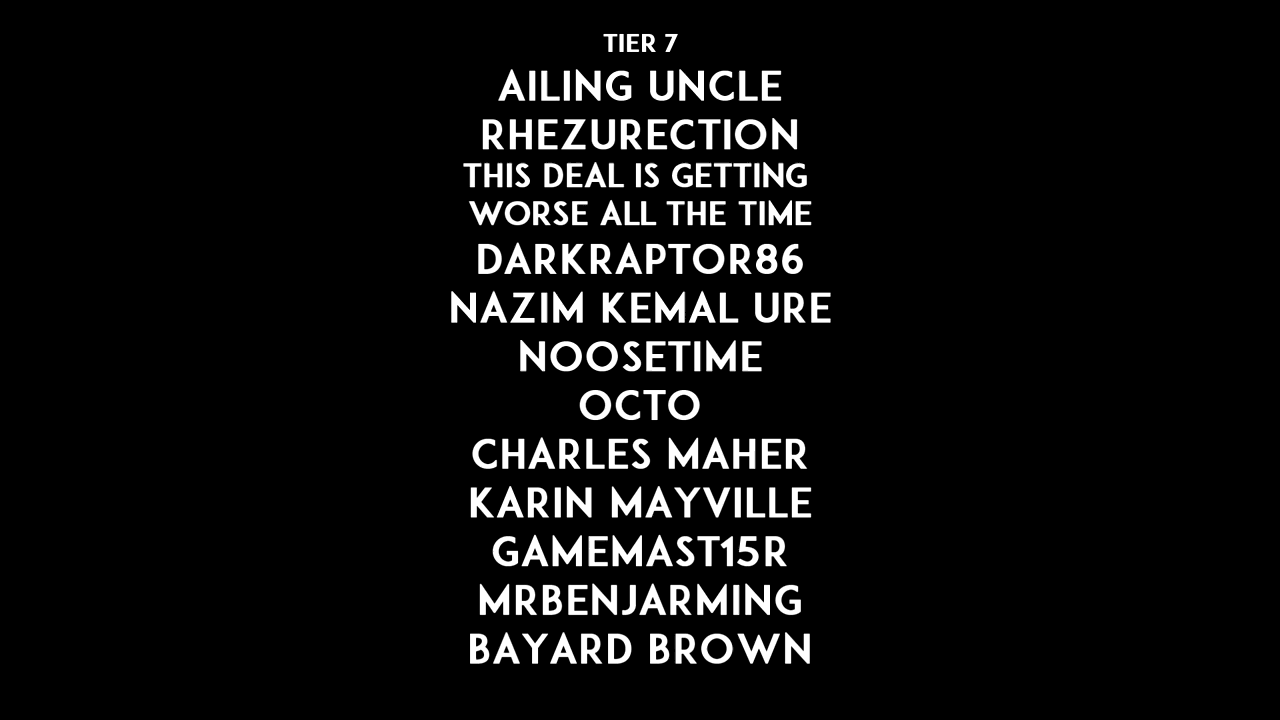 TIER 7
AILING UNCLE
RHEZURECTION
THIS DEAL IS GETTING
WORSE ALL THE TIME
DARKRAPTOR86
NAZIM KEMAL URE
NOOSETIME
OCTO
CHARLES MAHER
KARIN MAYVILLE
GAMEMAST15R
MRBENJARMING
BAYARD BROWN